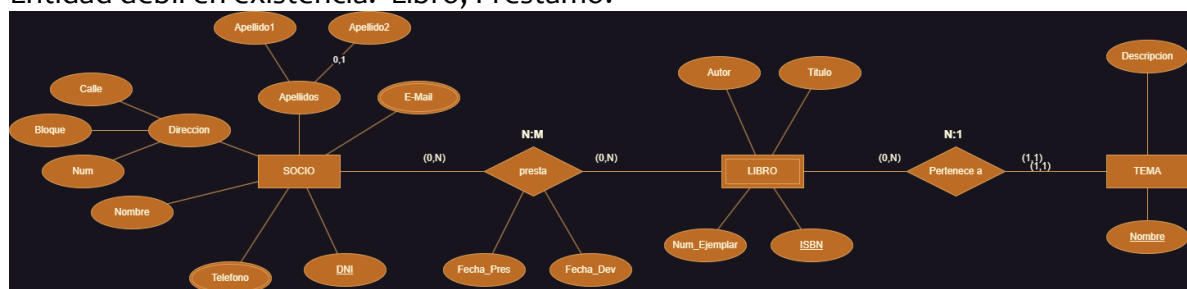 Entidad debil en existencia: Libro, Prestamo.
Apellido1
Apellido2
0,1
Calle
Apellidos
E-Mail
Autor
Titulo
Descripcion
Bloque
Direccion
N:M
N:1
Num
(0,N)
(0,N)
(0,N)
(1,1)
(1,1)
SOCIO
presta
LIBRO
Pertenece a
TEMA
Nombre
Num_Ejemplar
ISBN
Nombre
Telefono
DNI
Fecha_Pres
Fecha_Dev